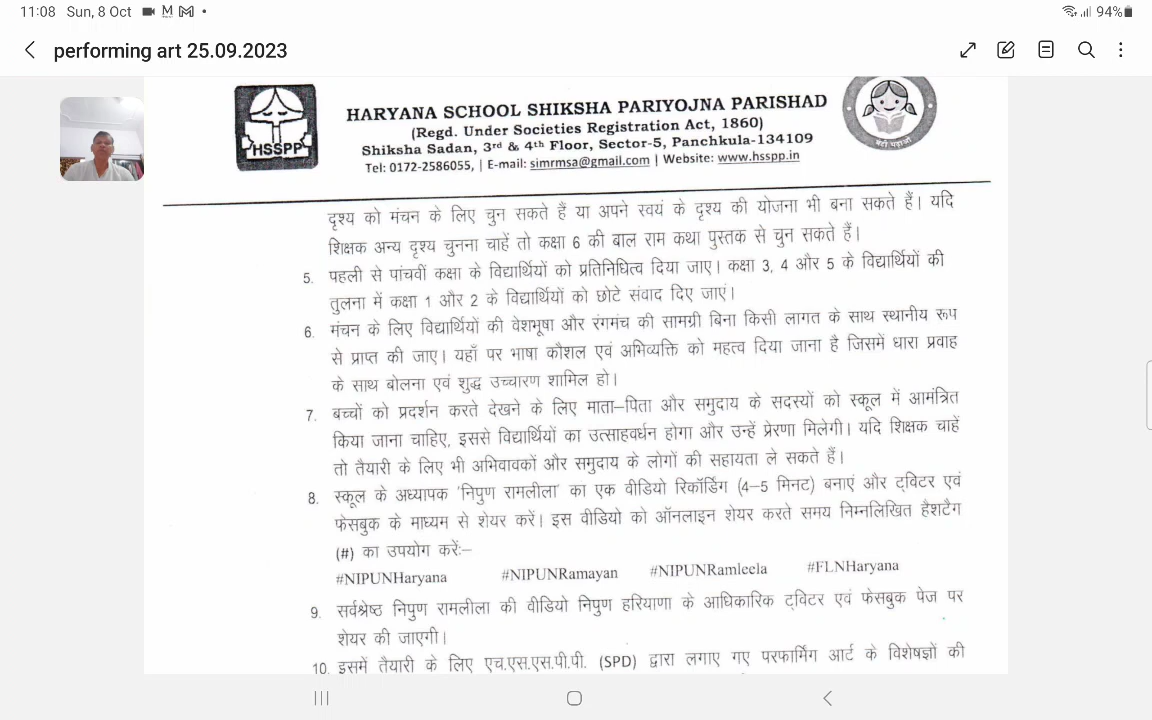 11:08 Sun, 8 Oct M M • 94%
performing art 25.09.2023
HSSPP
HARYANA SCHOOL SHIKSHA PARIYOJNA PARISHAD
(Regd. Under Societies Registration Act, 1860)
Shiksha Sadan, 3rd & 4th Floor, Sector-5, Panchkula-134109
Tel: 0172-2586055, | E-mail: simrmsa@gmail.com | Website: www.hsspp.in
बेटी पढ़ाओ
दृश्य को मंचन के लिए चुन सकते हैं या अपने स्वयं के दृश्य की योजना भी बना सकते हैं। यदि
शिक्षक अन्य दृश्य चुनना चाहें तो कक्षा 6 की बाल राम कथा पुस्तक से चुन सकते हैं।
5. पहली से पांचवीं कक्षा के विद्यार्थियों को प्रतिनिधित्व दिया जाए। कक्षा 3, 4 और 5 के विद्यार्थियों की
तुलना में कक्षा 1 और 2 के विद्यार्थियों को छोटे संवाद दिए जाएं।
6. मंचन के लिए विद्यार्थियों की वेशभूषा और रंगमंच की सामग्री बिना किसी लागत के साथ स्थानीय रूप
से प्राप्त की जाए। यहाँ पर भाषा कौशल एवं अभिव्यक्ति को महत्व दिया जाना है जिसमें धारा प्रवाह
के साथ बोलना एवं शुद्ध उच्चारण शामिल हो।
7. बच्चों को प्रदर्शन करते देखने के लिए माता–पिता और समुदाय के सदस्यों को स्कूल में आमंत्रित
किया जाना चाहिए, इससे विद्यार्थियों का उत्साहवर्धन होगा और उन्हें प्रेरणा मिलेगी। यदि शिक्षक चाहें
तो तैयारी के लिए भी अभिवावकों और समुदाय के लोगों की सहायता ले सकते हैं।
8. स्कूल के अध्यापक 'निपुण रामलीला' का एक वीडियो रिकॉर्डिंग (4–5 मिनट) बनाएं और ट्विटर एवं
फेसबुक के माध्यम से शेयर करें। इस वीडियो को ऑनलाइन शेयर करते समय निम्नलिखित हैशटैग
(#) का उपयोग करेंः–
#NIPUNHaryana #NIPUNRamayan #NIPUNRamleela #FLNHaryana
9. सर्वश्रेष्ठ निपुण रामलीला की वीडियो निपुण हरियाणा के आधिकारिक ट्विटर एवं फेसबुक पेज पर
शेयर की जाएगी।
10. इसमें तैयारी के लिए एच.एस.एस.पी.पी. (SPD) द्वारा लगाए गए परफार्मिंग आर्ट के विशेषज्ञों की